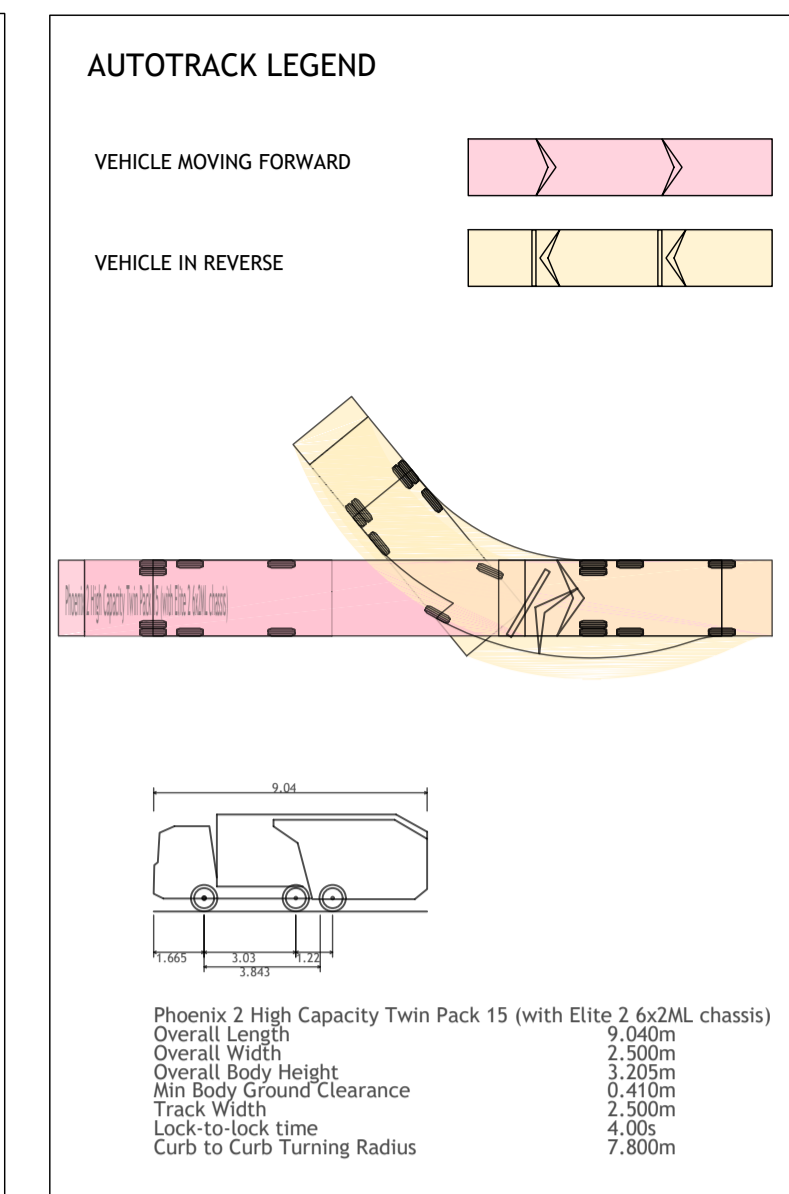 AUTOTRACK LEGEND
VEHICLE MOVING FORWARD
VEHICLE IN REVERSE
Phoenix 2 High Capacity Twin Pack 15 (with Elite 2 6x2ML chassis)
9.04
1.665 3.03 1.22
3.843
Phoenix 2 High Capacity Twin Pack 15 (with Elite 2 6x2ML chassis)
Overall Length 9.040m
Overall Width 2.500m
Overall Body Height 3.205m
Min Body Ground Clearance 0.410m
Track Width 2.500m
Lock-to-lock time 4.00s
Curb to Curb Turning Radius 7.800m